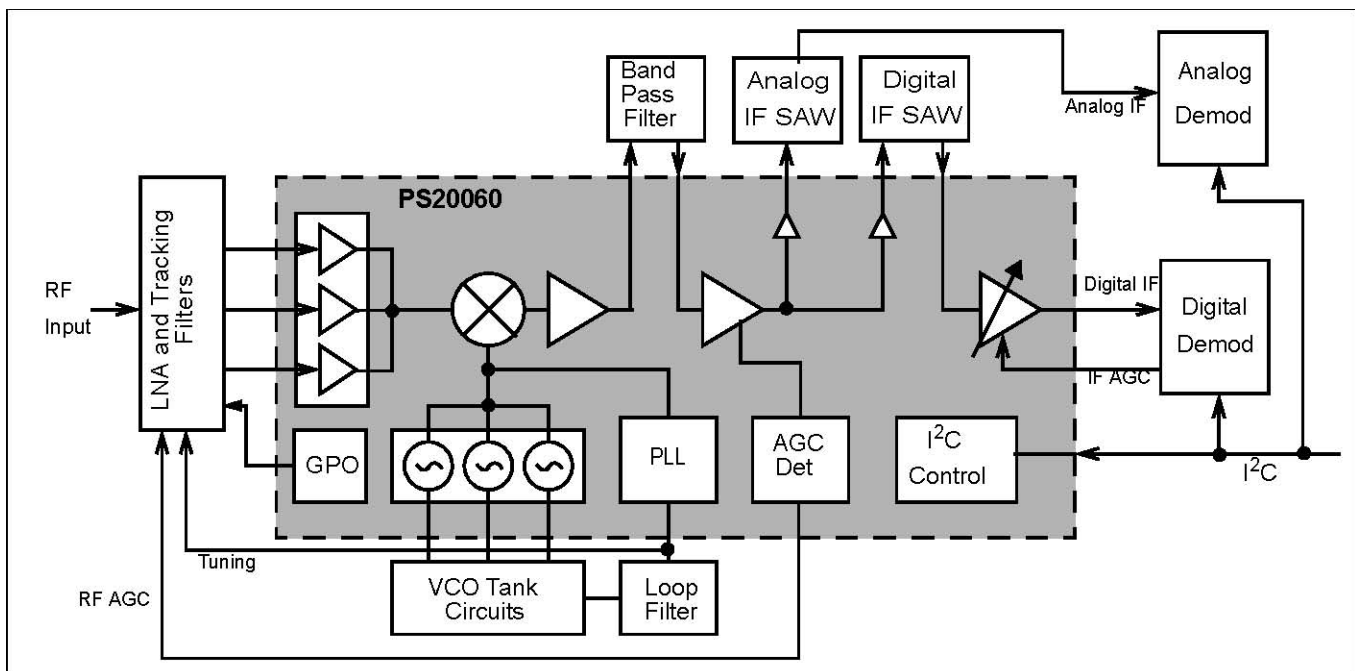 Band
Pass
Filter
Analog
IF SAW
Digital
IF SAW
Analog IF
Analog
Demod
PS20060
RF
Input
LNA and Tracking
Filters
Digital IF
Digital
Demod
IF AGC
GPO
PLL
AGC
Det
I²C
Control
I²C
Tuning
RF AGC
VCO Tank
Circuits
Loop
Filter